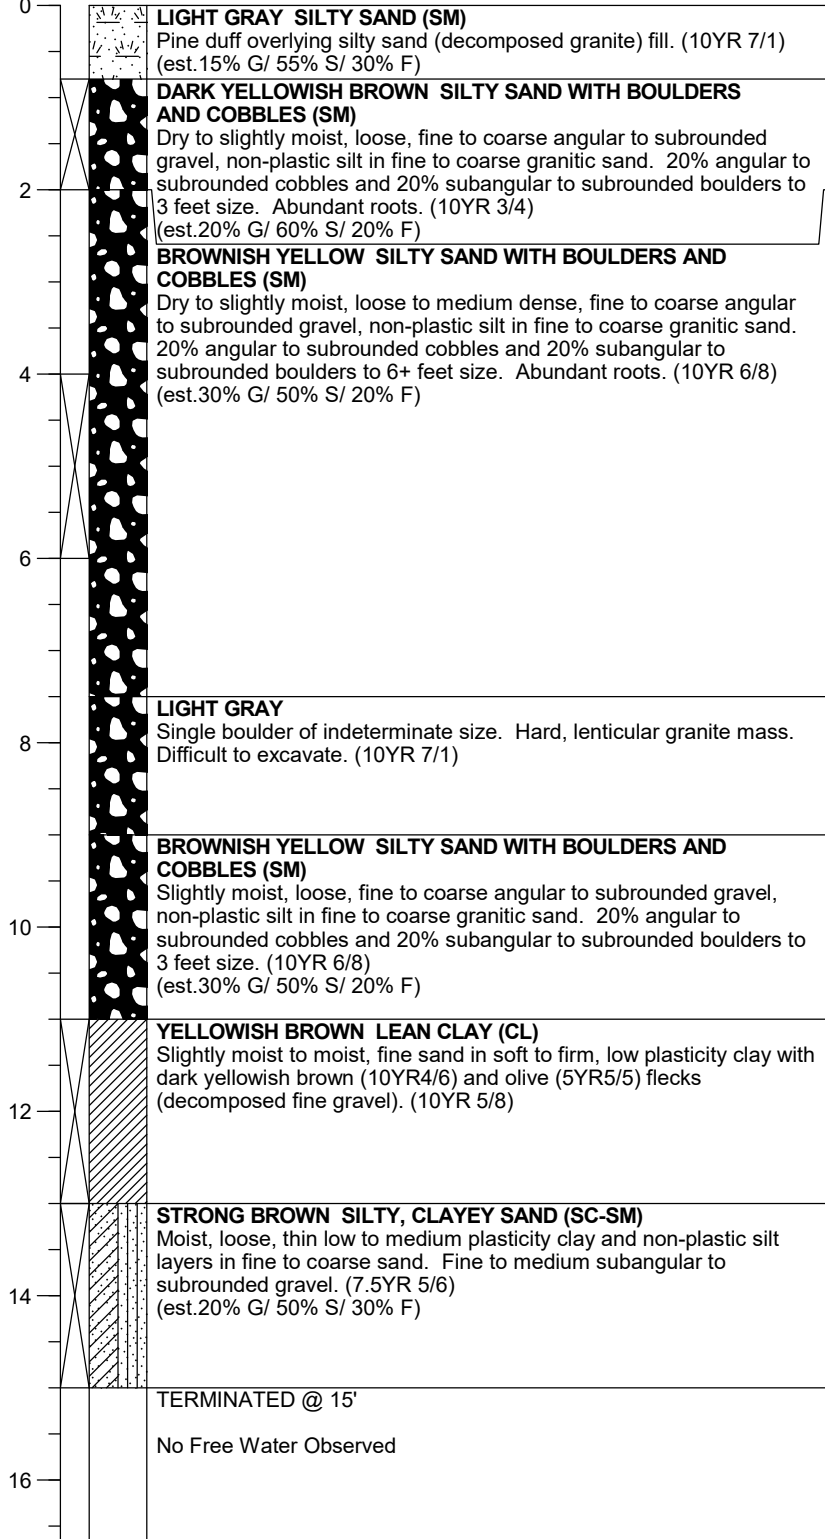 0
LIGHT GRAY  SILTY SAND (SM)
Pine duff overlying silty sand (decomposed granite) fill. (10YR 7/1)
(est.15% G/ 55% S/ 30% F)
DARK YELLOWISH BROWN  SILTY SAND WITH BOULDERS
AND COBBLES (SM)
Dry to slightly moist, loose, fine to coarse angular to subrounded
gravel, non-plastic silt in fine to coarse granitic sand.  20% angular to
2
subrounded cobbles and 20% subangular to subrounded boulders to
3 feet size.  Abundant roots. (10YR 3/4)
(est.20% G/ 60% S/ 20% F)
BROWNISH YELLOW  SILTY SAND WITH BOULDERS AND
COBBLES (SM)
Dry to slightly moist, loose to medium dense, fine to coarse angular
to subrounded gravel, non-plastic silt in fine to coarse granitic sand.
20% angular to subrounded cobbles and 20% subangular to
4
subrounded boulders to 6+ feet size.  Abundant roots. (10YR 6/8)
(est.30% G/ 50% S/ 20% F)
6
LIGHT GRAY
Single boulder of indeterminate size.  Hard, lenticular granite mass.
8
Difficult to excavate. (10YR 7/1)
BROWNISH YELLOW  SILTY SAND WITH BOULDERS AND
COBBLES (SM)
Slightly moist, loose, fine to coarse angular to subrounded gravel,
non-plastic silt in fine to coarse granitic sand.  20% angular to
10
subrounded cobbles and 20% subangular to subrounded boulders to
3 feet size. (10YR 6/8)
(est.30% G/ 50% S/ 20% F)
YELLOWISH BROWN  LEAN CLAY (CL)
Slightly moist to moist, fine sand in soft to firm, low plasticity clay with
dark yellowish brown (10YR4/6) and olive (5YR5/5) flecks
(decomposed fine gravel). (10YR 5/8)
12
STRONG BROWN  SILTY, CLAYEY SAND (SC-SM)
Moist, loose, thin low to medium plasticity clay and non-plastic silt
layers in fine to coarse sand.  Fine to medium subangular to
subrounded gravel. (7.5YR 5/6)
14
(est.20% G/ 50% S/ 30% F)
TERMINATED @ 15'
No Free Water Observed
16